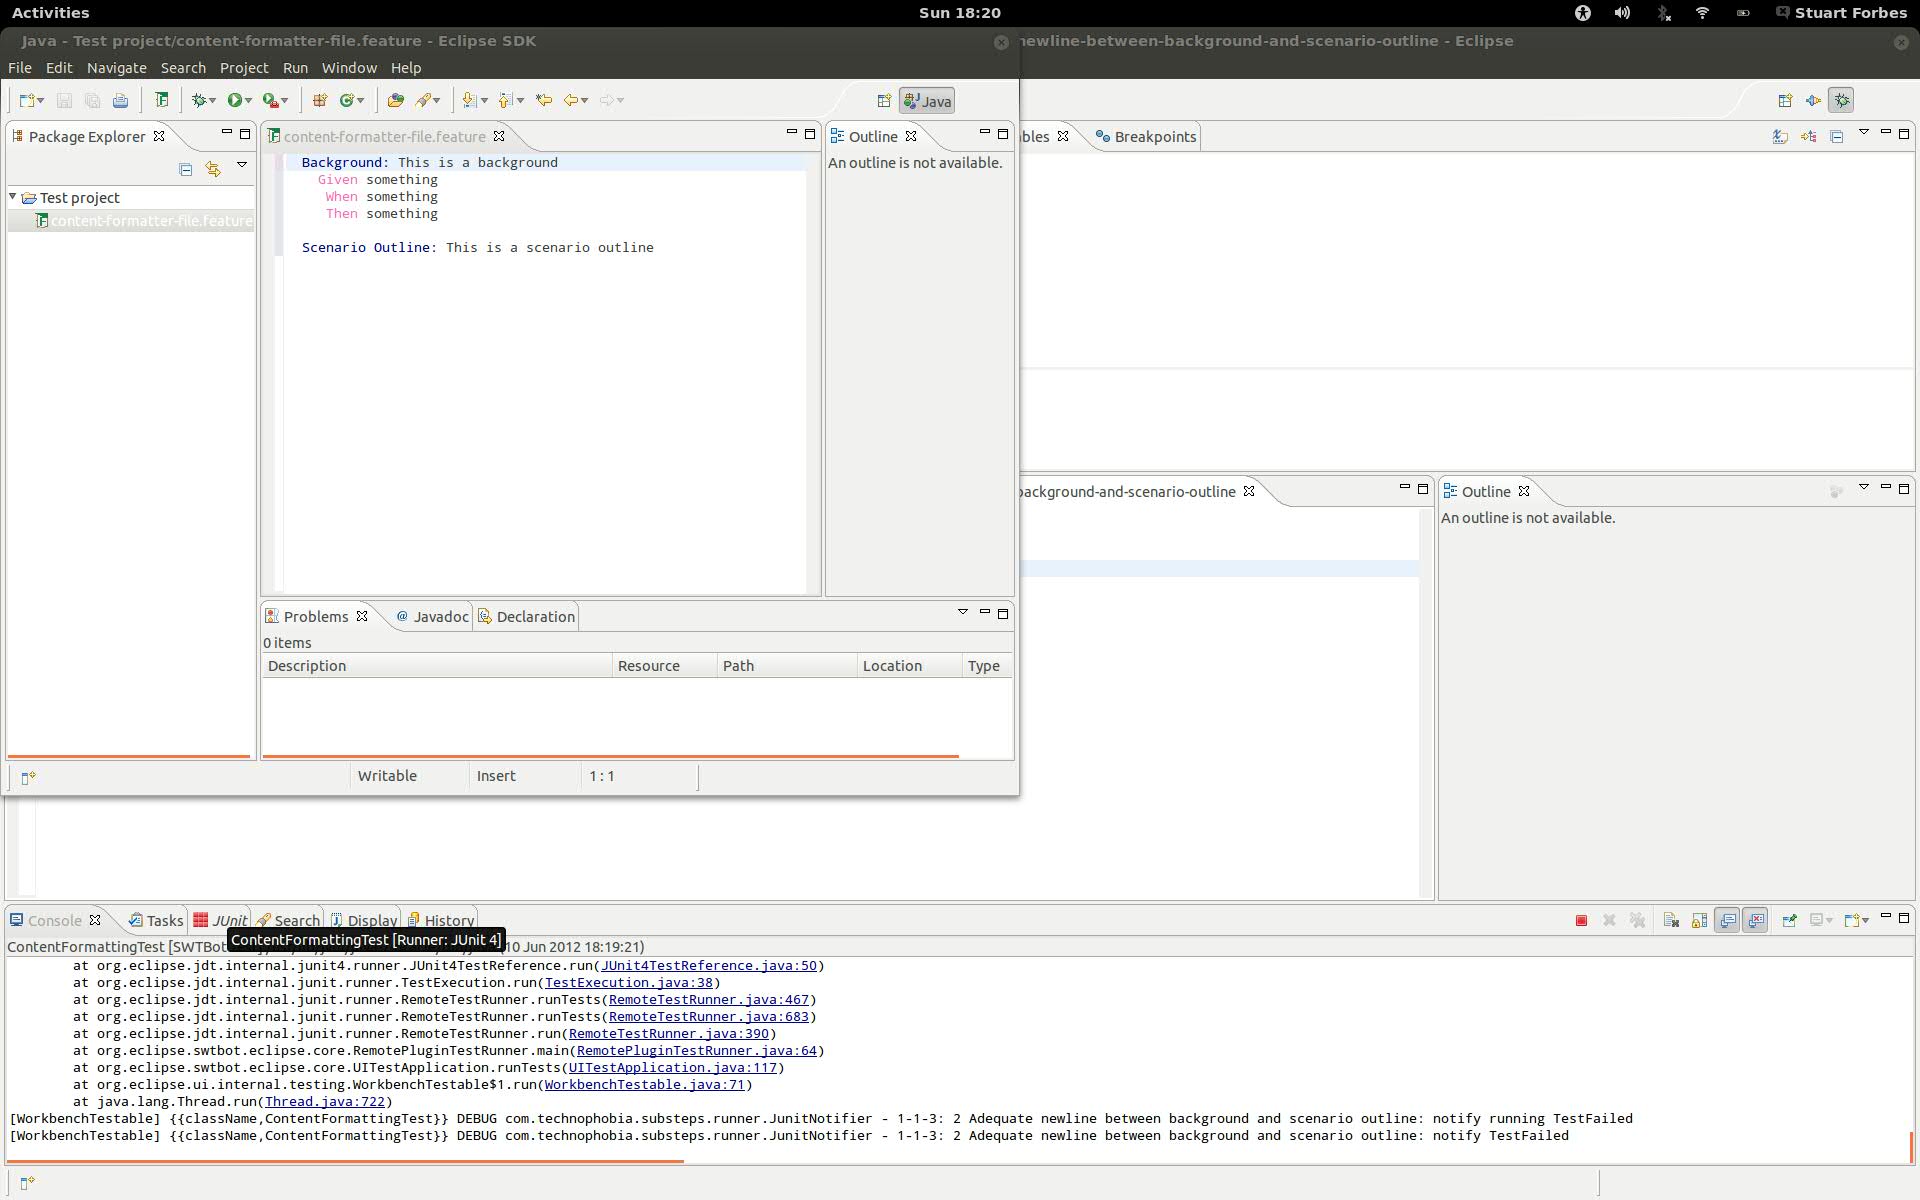 Activities
Sun 18:20
Stuart Forbes
Java - Test project/content-formatter-file.feature - Eclipse SDK
newline-between-background-and-scenario-outline - Eclipse
File Edit Navigate Search Project Run Window Help
Java
Package Explorer
content-formatter-file.feature
Outline
bles
Breakpoints
An outline is not available.
Test project
content-formatter-file.feature
Background: This is a background
Given something
When something
Then something
Scenario Outline: This is a scenario outline
background-and-scenario-outline
Outline
An outline is not available.
Problems
@ Javadoc
Declaration
0 items
Description Resource Path Location Type
Writable Insert 1 : 1
Console Tasks JUnit Search Display History
ContentFormattingTest [Runner: JUnit 4]
ContentFormattingTest [SWTBot
10 Jun 2012 18:19:21)
at org.eclipse.jdt.internal.junit4.runner.JUnit4TestReference.run(JUnit4TestReference.java:50)
at org.eclipse.jdt.internal.junit.runner.TestExecution.run(TestExecution.java:38)
at org.eclipse.jdt.internal.junit.runner.RemoteTestRunner.runTests(RemoteTestRunner.java:467)
at org.eclipse.jdt.internal.junit.runner.RemoteTestRunner.runTests(RemoteTestRunner.java:683)
at org.eclipse.jdt.internal.junit.runner.RemoteTestRunner.run(RemoteTestRunner.java:390)
at org.eclipse.swtbot.eclipse.core.RemotePluginTestRunner.main(RemotePluginTestRunner.java:64)
at org.eclipse.swtbot.eclipse.core.UITestApplication.runTests(UITestApplication.java:117)
at org.eclipse.ui.internal.testing.WorkbenchTestable$1.run(WorkbenchTestable.java:71)
at java.lang.Thread.run(Thread.java:722)
[WorkbenchTestable] {{className,ContentFormattingTest}} DEBUG com.technophobia.substeps.runner.JunitNotifier - 1-1-3: 2 Adequate newline between background and scenario outline: notify running TestFailed
[WorkbenchTestable] {{className,ContentFormattingTest}} DEBUG com.technophobia.substeps.runner.JunitNotifier - 1-1-3: 2 Adequate newline between background and scenario outline: notify TestFailed